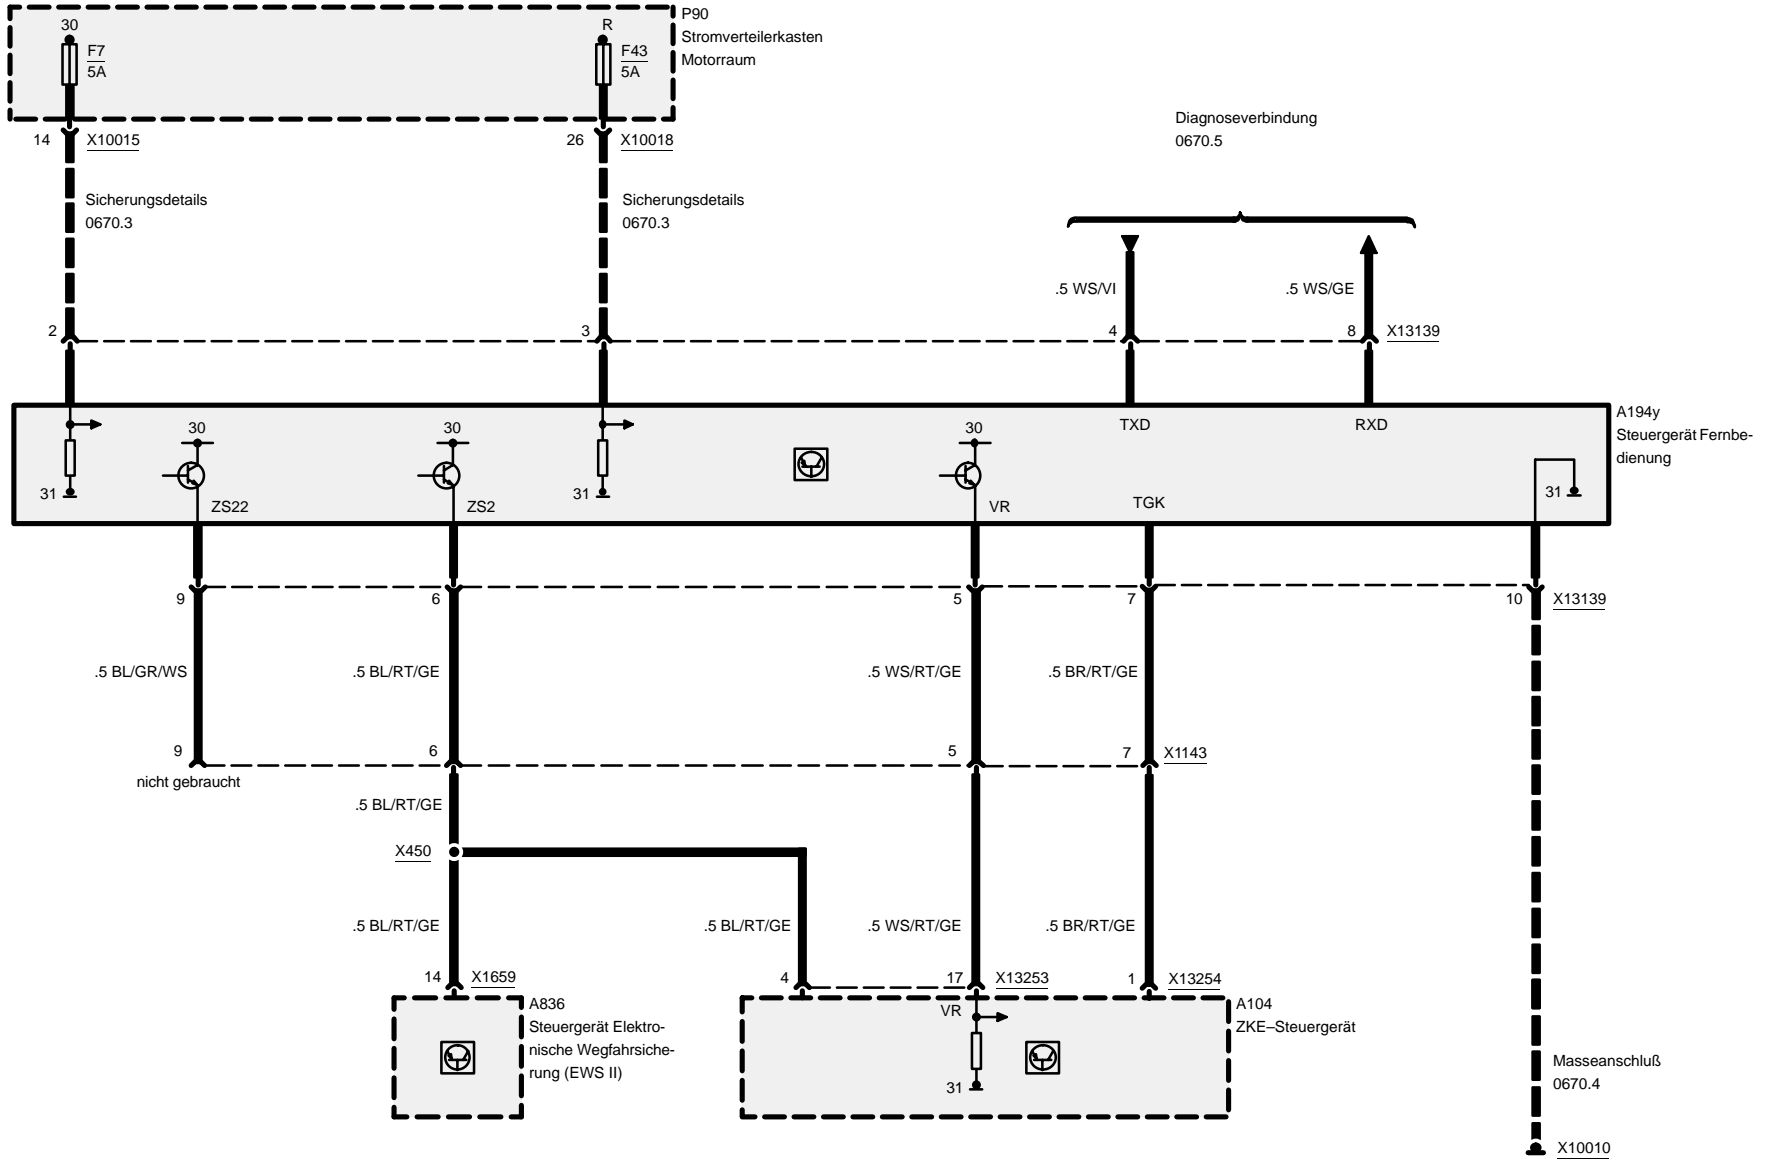 30
F7
5A
R
F43
5A
P90
Stromverteilerkasten
Motorraum
14
X10015
26
X10018
Sicherungsdetails
0670.3
Sicherungsdetails
0670.3
Diagnoseverbindung
0670.5
.5 WS/VI
.5 WS/GE
2
3
4
8
X13139
30
31
ZS22
30
ZS2
31
30
VR
TXD
TGK
RXD
31
A194y
Steuergerät Fernbe-
dienung
9
6
5
7
10
X13139
.5 BL/GR/WS
.5 BL/RT/GE
.5 WS/RT/GE
.5 BR/RT/GE
9
6
5
7
X1143
nicht gebraucht
.5 BL/RT/GE
X450
.5 BL/RT/GE
.5 BL/RT/GE
.5 WS/RT/GE
.5 BR/RT/GE
14
X1659
4
17
X13253
1
X13254
A836
Steuergerät Elektro-
nische Wegfahrsiche-
rung (EWS II)
VR
31
A104
ZKE–Steuergerät
Masseanschluß
0670.4
X10010